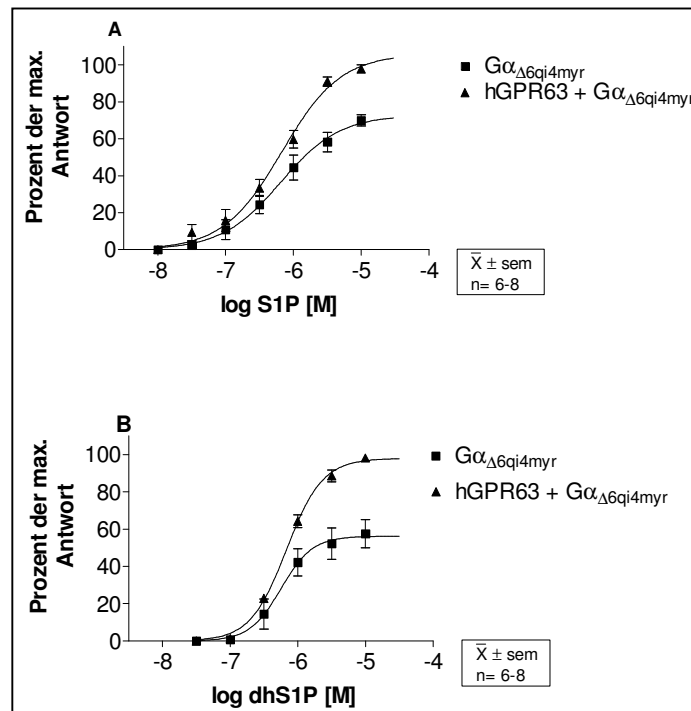 A
Prozent der max.
Antwort
100
80
60
40
20
0
-8 -7 -6 -5 -4
log S1P [M]
Gα∆6qi4myr
hGPR63 + Gα∆6qi4myr
X̄ ± sem
n= 6-8
B
Prozent der max.
Antwort
100
80
60
40
20
0
-8 -7 -6 -5 -4
log dhS1P [M]
Gα∆6qi4myr
hGPR63 + Gα∆6qi4myr
X̄ ± sem
n= 6-8